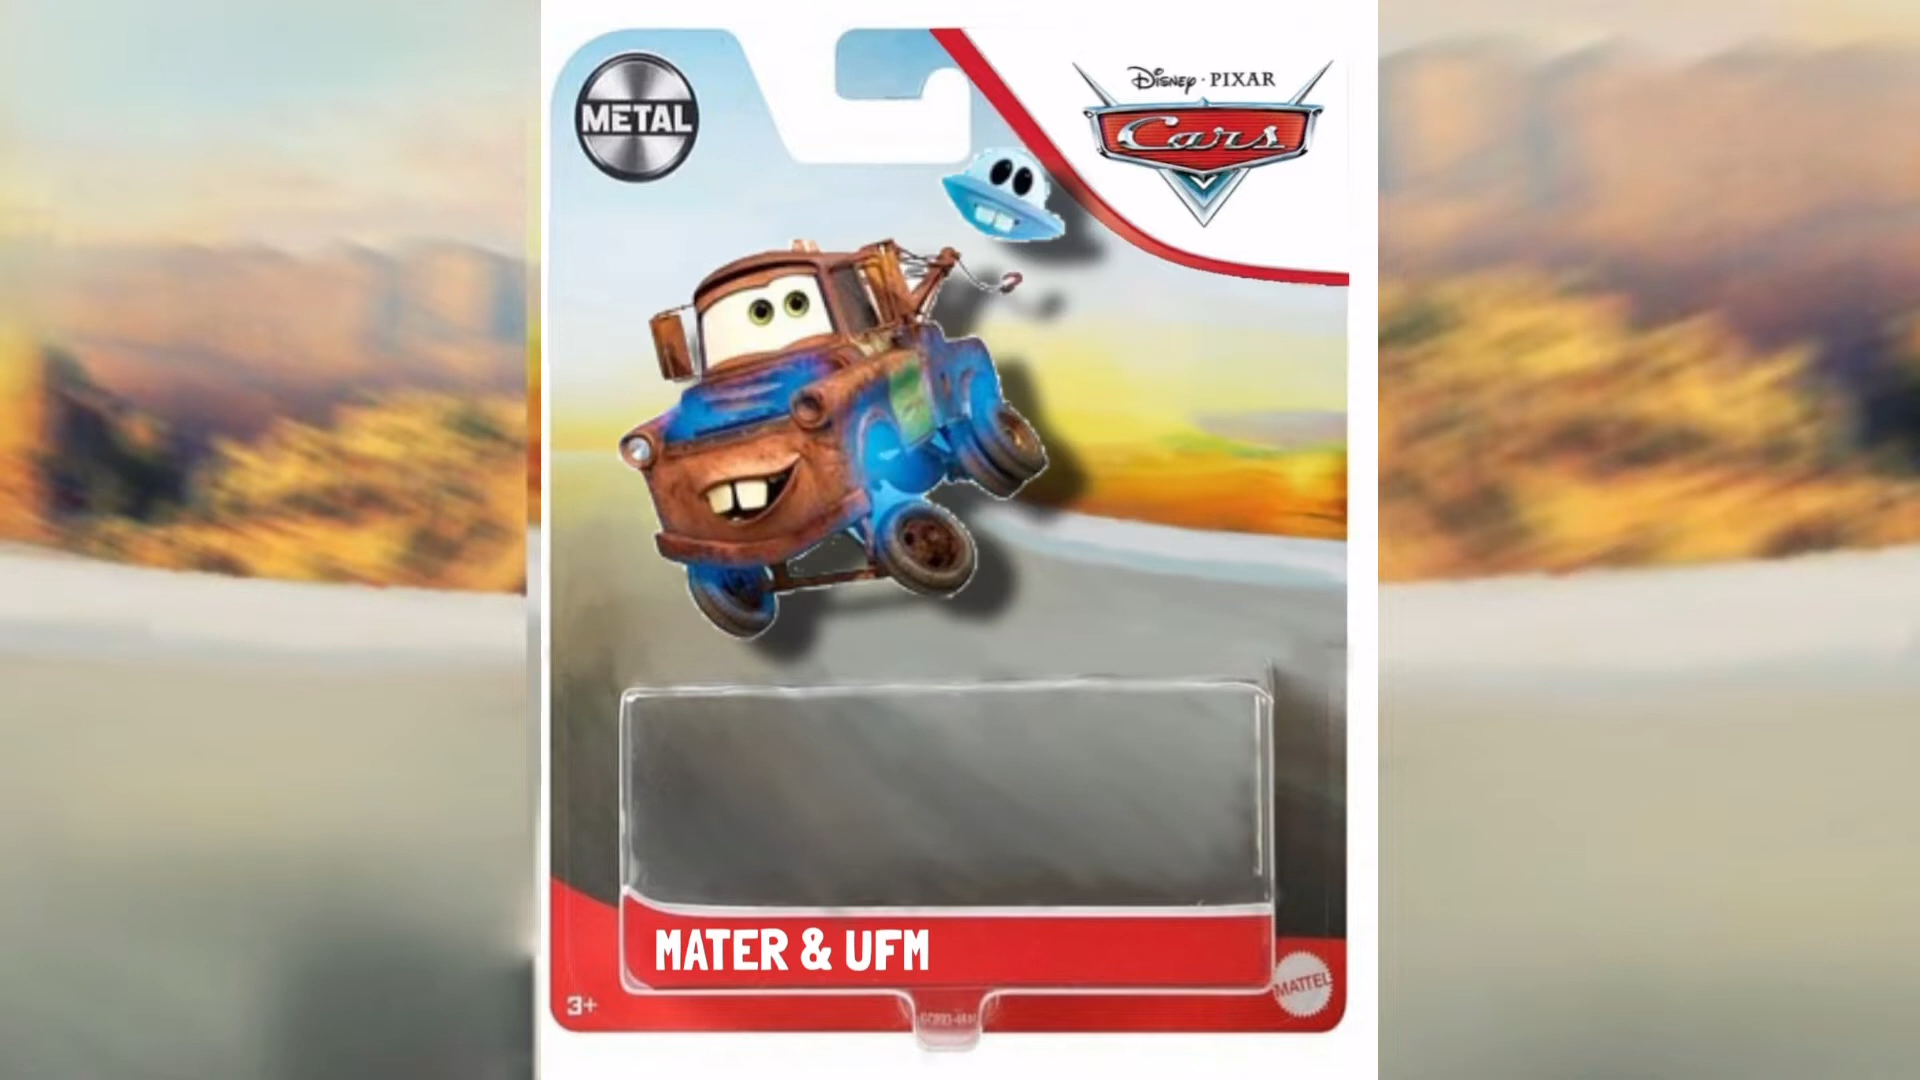 METAL
Disney · PIXAR
Cars
MATER & UFM
MATTEL
3+